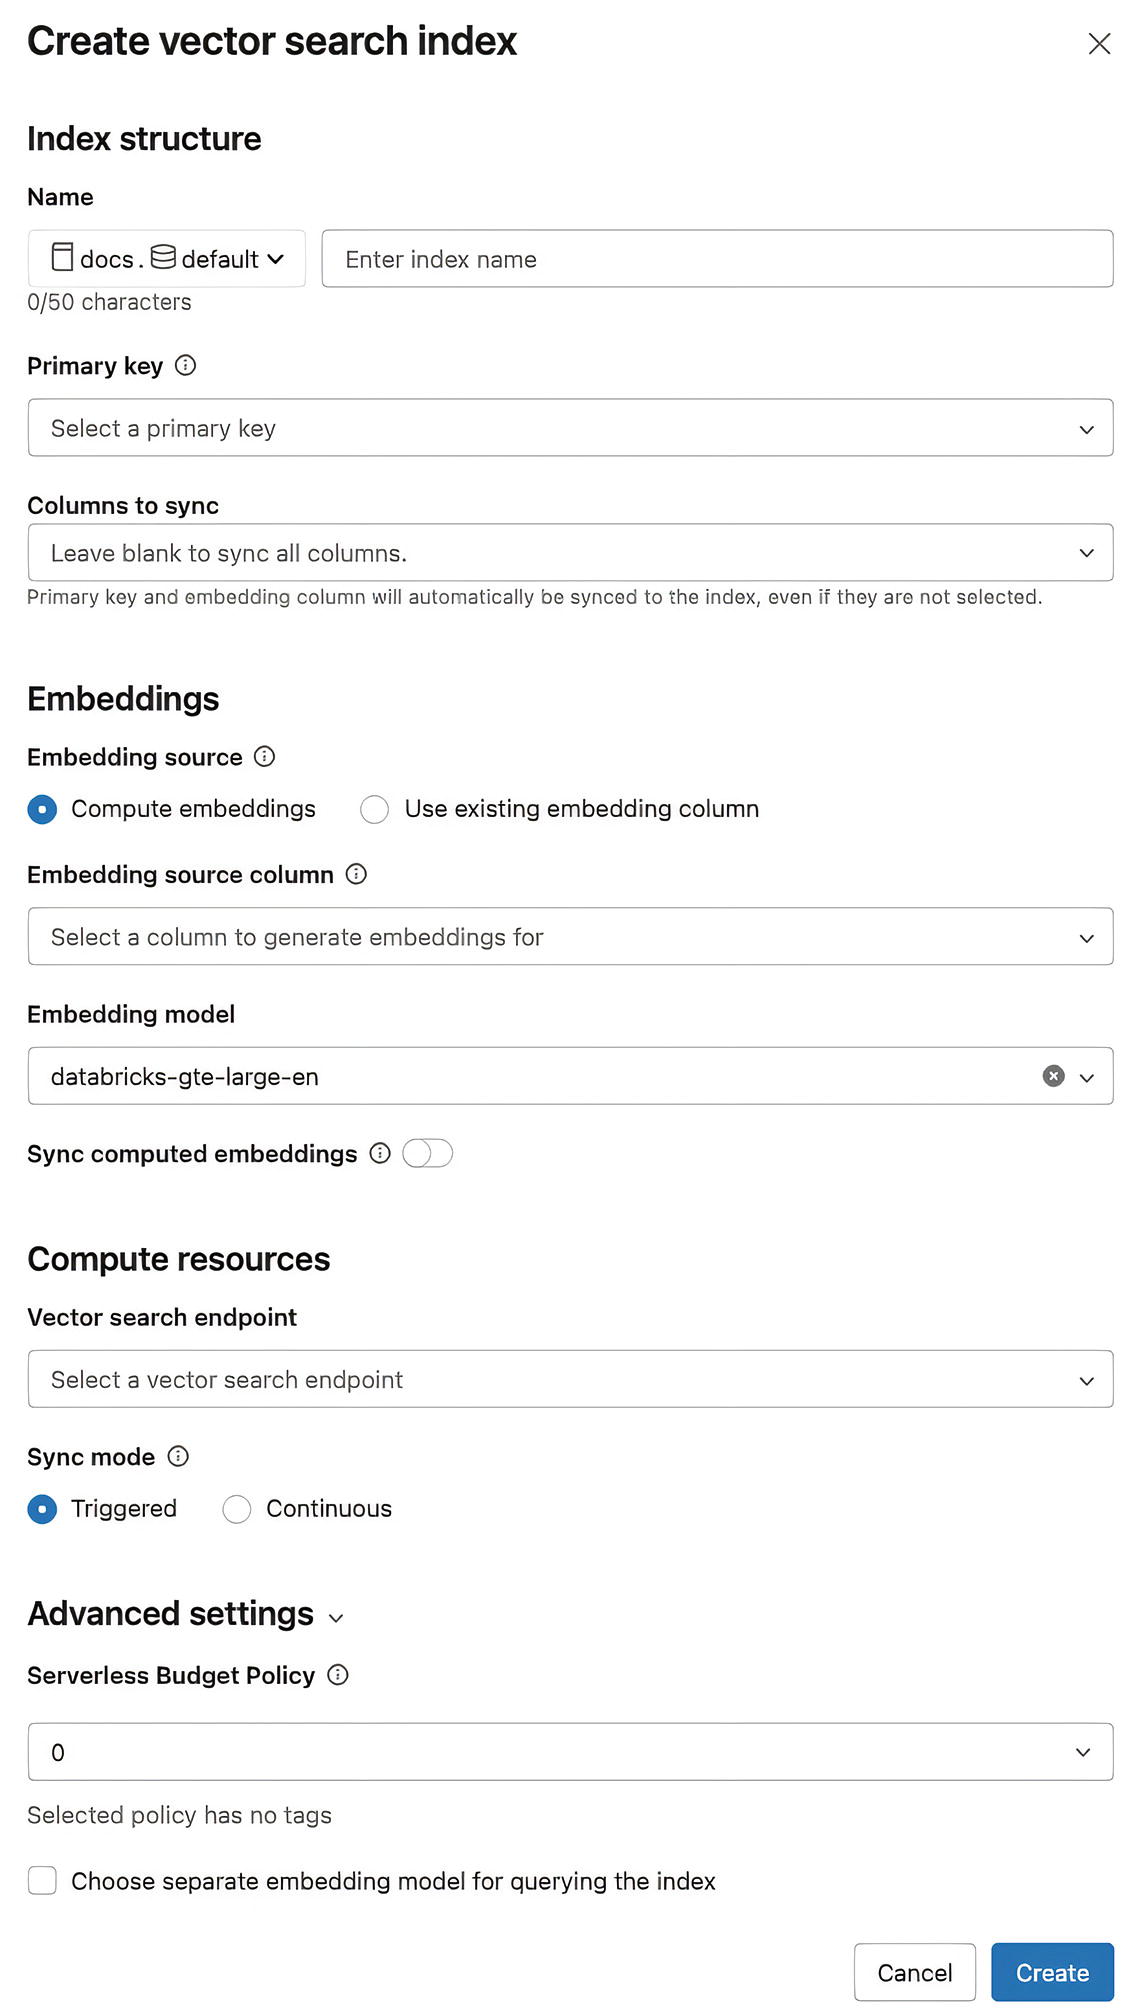 Create vector search index
Index structure
Name
docs . default
Enter index name
0/50 characters
Primary key
Select a primary key
Columns to sync
Leave blank to sync all columns.
Primary key and embedding column will automatically be synced to the index, even if they are not selected.
Embeddings
Embedding source
Compute embeddings Use existing embedding column
Embedding source column
Select a column to generate embeddings for
Embedding model
databricks-gte-large-en
Sync computed embeddings
Compute resources
Vector search endpoint
Select a vector search endpoint
Sync mode
Triggered Continuous
Advanced settings
Serverless Budget Policy
0
Selected policy has no tags
Choose separate embedding model for querying the index
Cancel Create